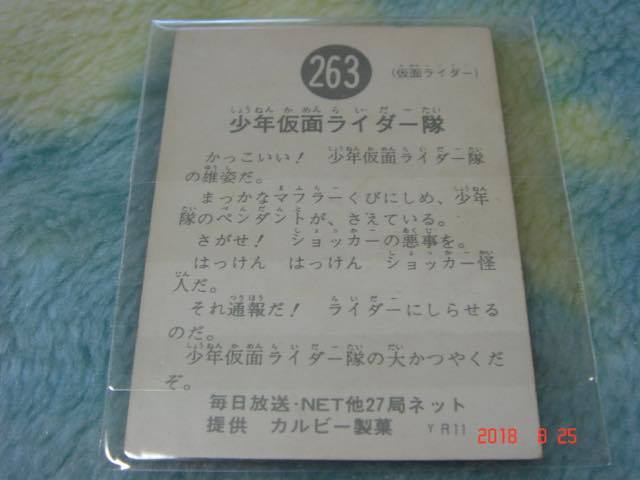 263
(仮面ライダー)
少年仮面ライダー隊
かっこいい! 少年仮面ライダー隊
の雄姿だ。
まっかなマフラーくびにしめ、少年
隊のペンダントが、さえている。
さがせ! ショッカーの悪事を。
はっけん はっけん ショッカー怪
人だ。
それ通報だ! ライダーにしらせる
のだ。
少年仮面ライダー隊の大かつやくだ
ぞ。
毎日放送・NET他27局ネット
提供 カルビー製菓 YR11
2018 8 25